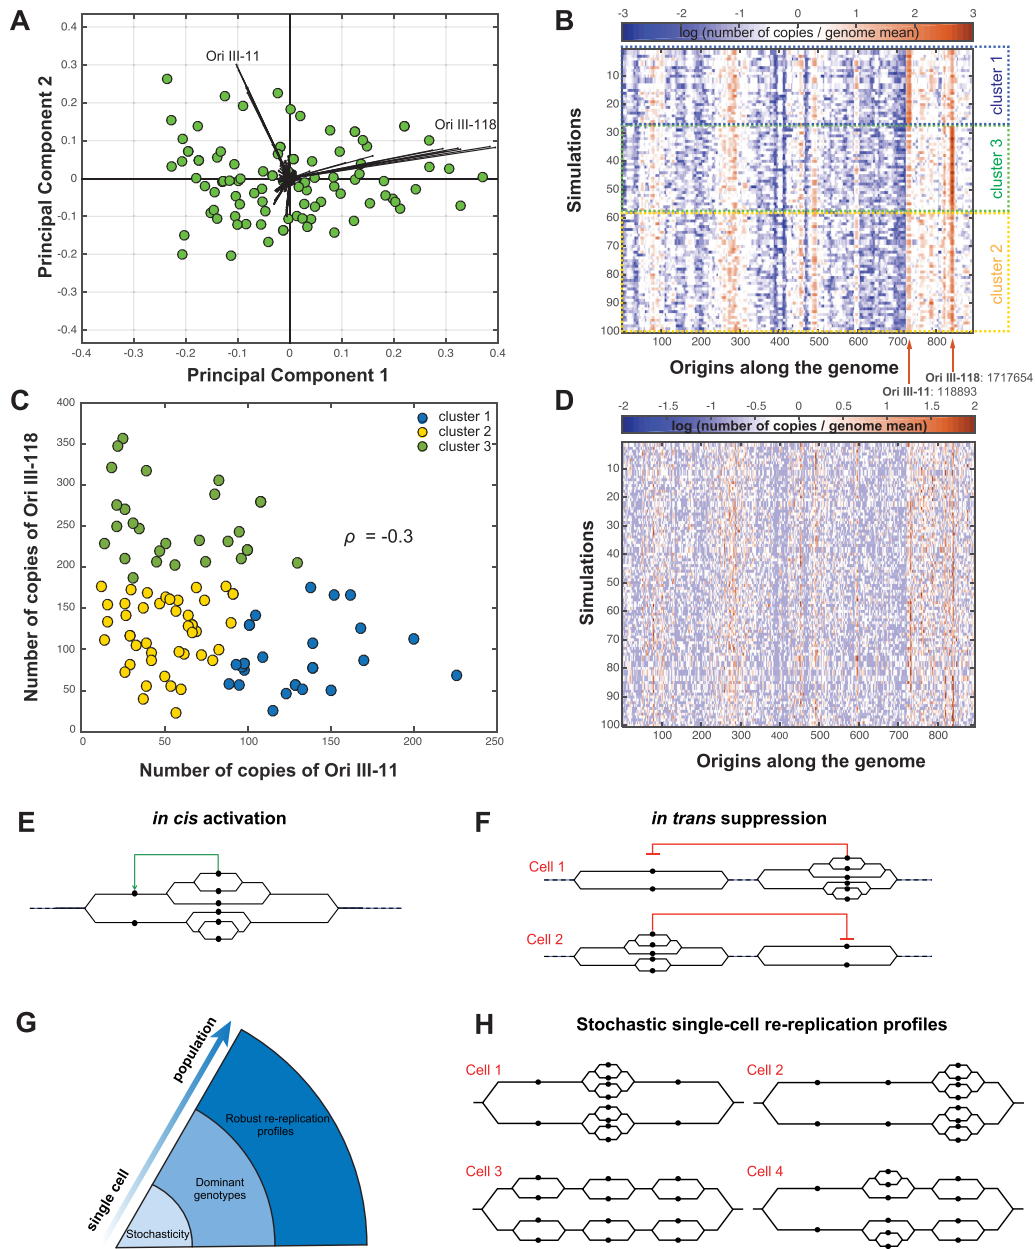 A
0.4
0.3
0.2
0.1
0
-0.1
-0.2
-0.3
-0.4
-0.4
-0.3
-0.2
-0.1
0
0.1
0.2
0.3
0.4
Principal Component 2
Principal Component 1
Ori III-11
Ori III-118
B
-3
-2
-1
0
1
2
3
log (number of copies / genome mean)
Simulations
10
20
30
40
50
60
70
80
90
100
100
200
300
400
500
600
700
800
cluster 1
cluster 3
cluster 2
Origins along the genome
Ori III-118: 1717654
Ori III-11: 118893
C
400
350
300
250
200
150
100
50
0
0
50
100
150
200
250
Number of copies of Ori III-118
Number of copies of Ori III-11
cluster 1
cluster 2
cluster 3
ρ = -0.3
D
-2
-1.5
-1
-0.5
0
0.5
1
1.5
2
log (number of copies / genome mean)
Simulations
10
20
30
40
50
60
70
80
90
100
100
200
300
400
500
600
700
800
Origins along the genome
E
in cis activation
F
in trans suppression
Cell 1
Cell 2
G
single cell
population
Robust re-replication
profiles
Dominant
genotypes
Stochasticity
H
Stochastic single-cell re-replication profiles
Cell 1
Cell 2
Cell 3
Cell 4